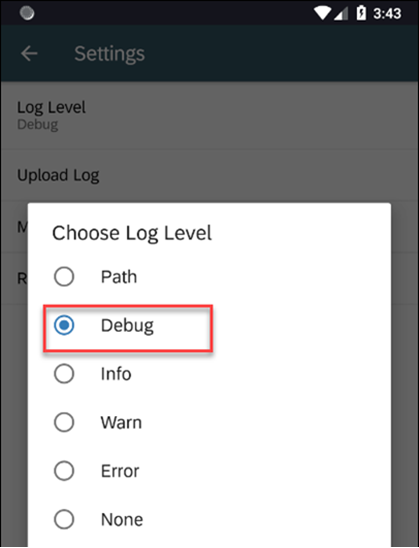 3:43
Settings
Log Level
Debug
Upload Log
M
R
Choose Log Level
Path
Debug
Info
Warn
Error
None